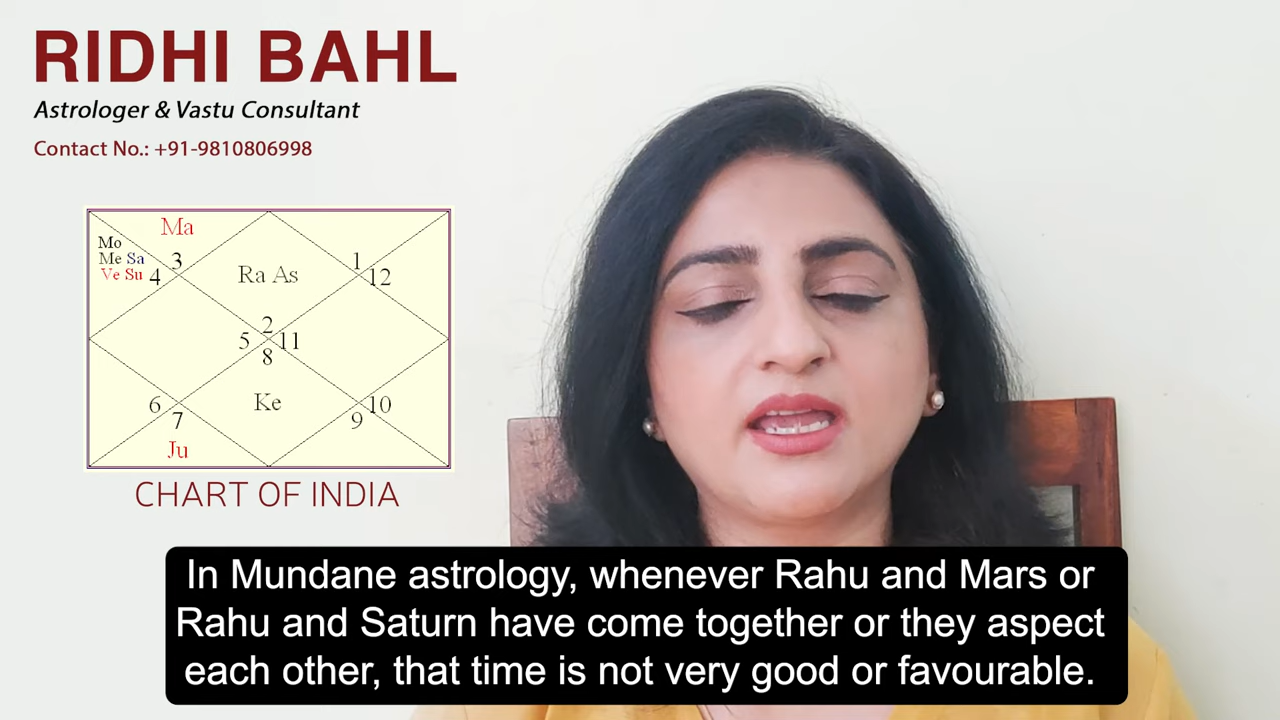 RIDHI BAHL
Astrologer & Vastu Consultant
Contact No.: +91-9810806998
Ma
Mo
Me Sa
Ve Su
3
4
Ra As
1
12
2
5
11
8
Ke
6
7
10
9
Ju
CHART OF INDIA
In Mundane astrology, whenever Rahu and Mars or
Rahu and Saturn have come together or they aspect
each other, that time is not very good or favourable.